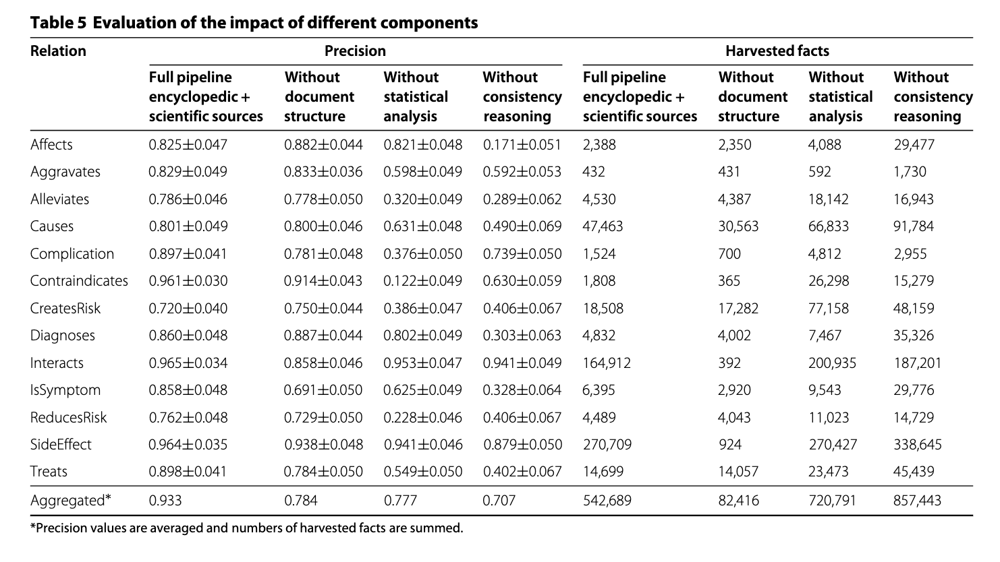 Table 5 Evaluation of the impact of different components
Relation Precision Harvested facts
Full pipeline Without Without Without Full pipeline Without Without Without
encyclopedic + document statistical consistency encyclopedic + document statistical consistency
scientific sources structure analysis reasoning scientific sources structure analysis reasoning
Affects 0.825±0.047 0.882±0.044 0.821±0.048 0.171±0.051 2,388 2,350 4,088 29,477
Aggravates 0.829±0.049 0.833±0.036 0.598±0.049 0.592±0.053 432 431 592 1,730
Alleviates 0.786±0.046 0.778±0.050 0.320±0.049 0.289±0.062 4,530 4,387 18,142 16,943
Causes 0.801±0.049 0.800±0.046 0.631±0.048 0.490±0.069 47,463 30,563 66,833 91,784
Complication 0.897±0.041 0.781±0.048 0.376±0.050 0.739±0.050 1,524 700 4,812 2,955
Contraindicates 0.961±0.030 0.914±0.043 0.122±0.049 0.630±0.059 1,808 365 26,298 15,279
CreatesRisk 0.720±0.040 0.750±0.044 0.386±0.047 0.406±0.067 18,508 17,282 77,158 48,159
Diagnoses 0.860±0.048 0.887±0.044 0.802±0.049 0.303±0.063 4,832 4,002 7,467 35,326
Interacts 0.965±0.034 0.858±0.046 0.953±0.047 0.941±0.049 164,912 392 200,935 187,201
IsSymptom 0.858±0.048 0.691±0.050 0.625±0.049 0.328±0.064 6,395 2,920 9,543 29,776
ReducesRisk 0.762±0.048 0.729±0.050 0.228±0.046 0.406±0.067 4,489 4,043 11,023 14,729
SideEffect 0.964±0.035 0.938±0.048 0.941±0.046 0.879±0.050 270,709 924 270,427 338,645
Treats 0.898±0.041 0.784±0.050 0.549±0.050 0.402±0.067 14,699 14,057 23,473 45,439
Aggregated* 0.933 0.784 0.777 0.707 542,689 82,416 720,791 857,443
*Precision values are averaged and numbers of harvested facts are summed.